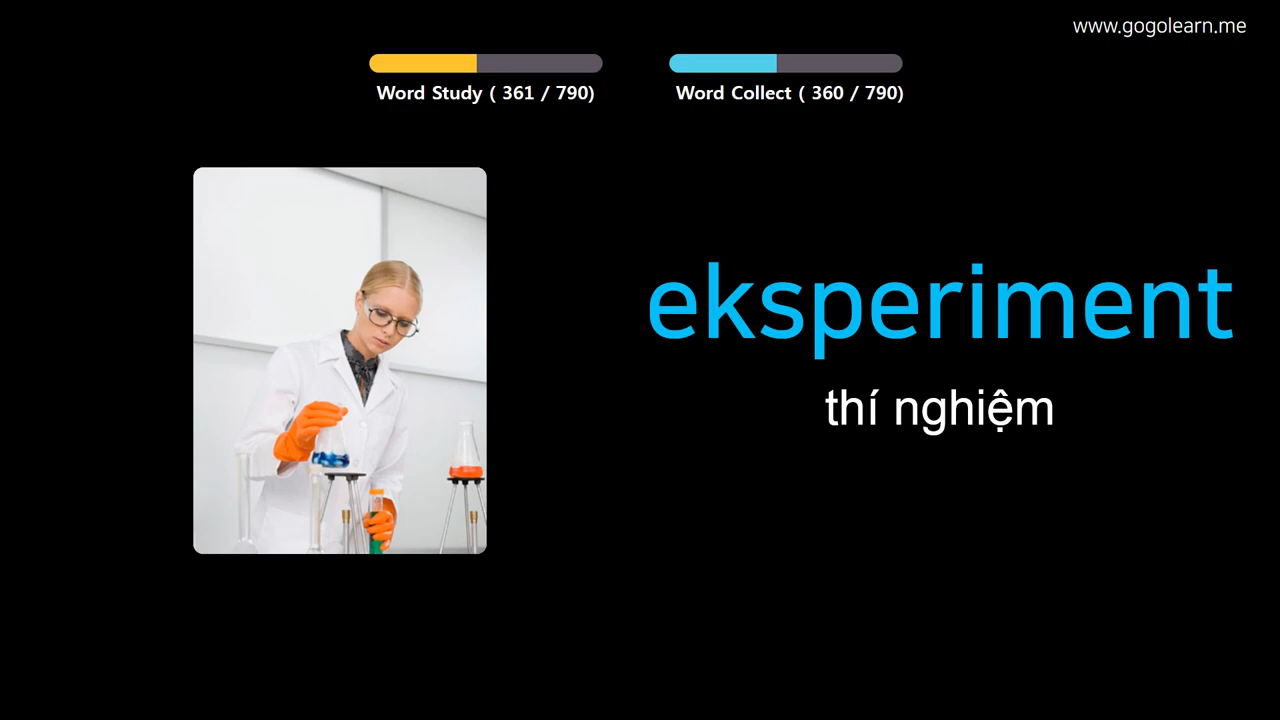 www.gogolearn.me
Word Study ( 361 / 790)
Word Collect ( 360 / 790)
eksperiment
thí nghiệm